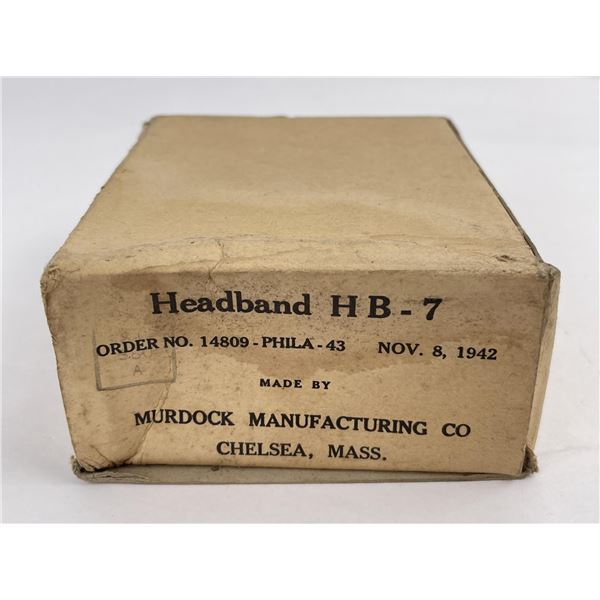 Headband HB-7
ORDER NO. 14809-PHILA-43 NOV. 8, 1942
A
MADE BY
MURDOCK MANUFACTURING CO
CHELSEA, MASS.